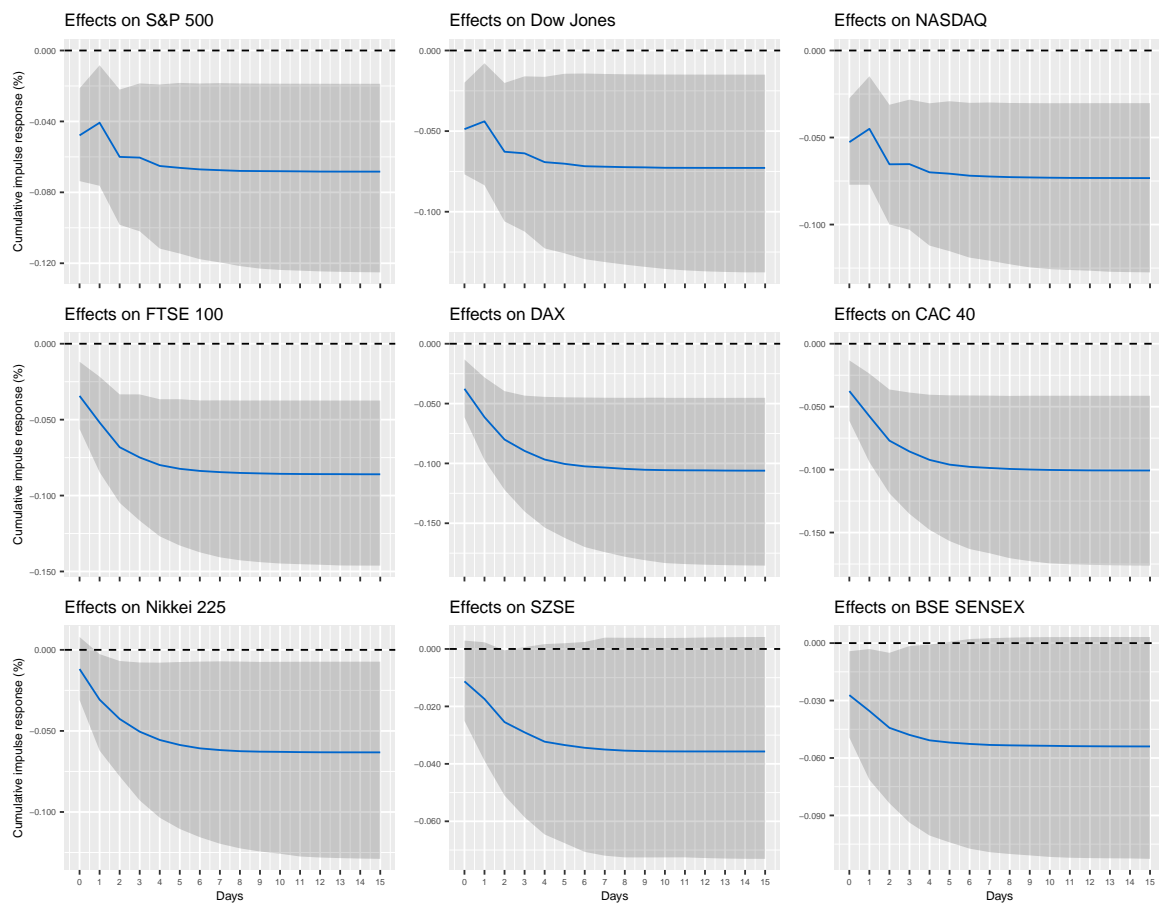 Effects on S&P 500
Effects on Dow Jones
Effects on NASDAQ
Cumulative impulse response (%)
0.000
−0.040
−0.080
−0.120
0.000
−0.050
−0.100
0.000
−0.050
−0.100
Effects on FTSE 100
Effects on DAX
Effects on CAC 40
Cumulative impulse response (%)
0.000
−0.050
−0.100
−0.150
0.000
−0.050
−0.100
−0.150
0.000
−0.050
−0.100
−0.150
Effects on Nikkei 225
Effects on SZSE
Effects on BSE SENSEX
Cumulative impulse response (%)
0.000
−0.050
−0.100
0.000
−0.020
−0.040
−0.060
0.000
−0.030
−0.060
−0.090
0 1 2 3 4 5 6 7 8 9 10 11 12 13 14 15
0 1 2 3 4 5 6 7 8 9 10 11 12 13 14 15
0 1 2 3 4 5 6 7 8 9 10 11 12 13 14 15
Days
Days
Days